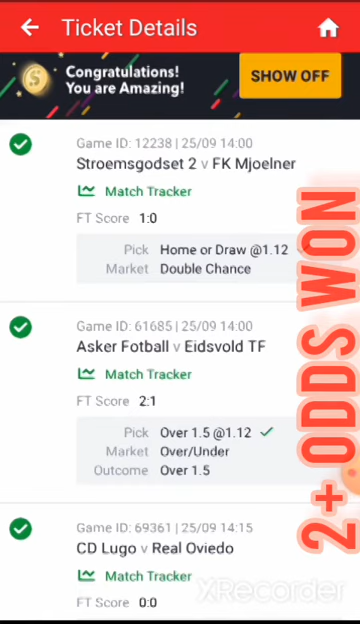 Ticket Details
Congratulations!
You are Amazing!
SHOW OFF
Game ID: 12238 | 25/09 14:00
Stroemsgodset 2 v FK Mjoelner
Match Tracker
FT Score 1:0
Pick Home or Draw @1.12
Market Double Chance
Game ID: 61685 | 25/09 14:00
Asker Fotball v Eidsvold TF
Match Tracker
FT Score 2:1
Pick Over 1.5 @1.12
Market Over/Under
Outcome Over 1.5
Game ID: 69361 | 25/09 14:15
CD Lugo v Real Oviedo
Match Tracker
FT Score 0:0
2+ ODDS WON
XRecorder